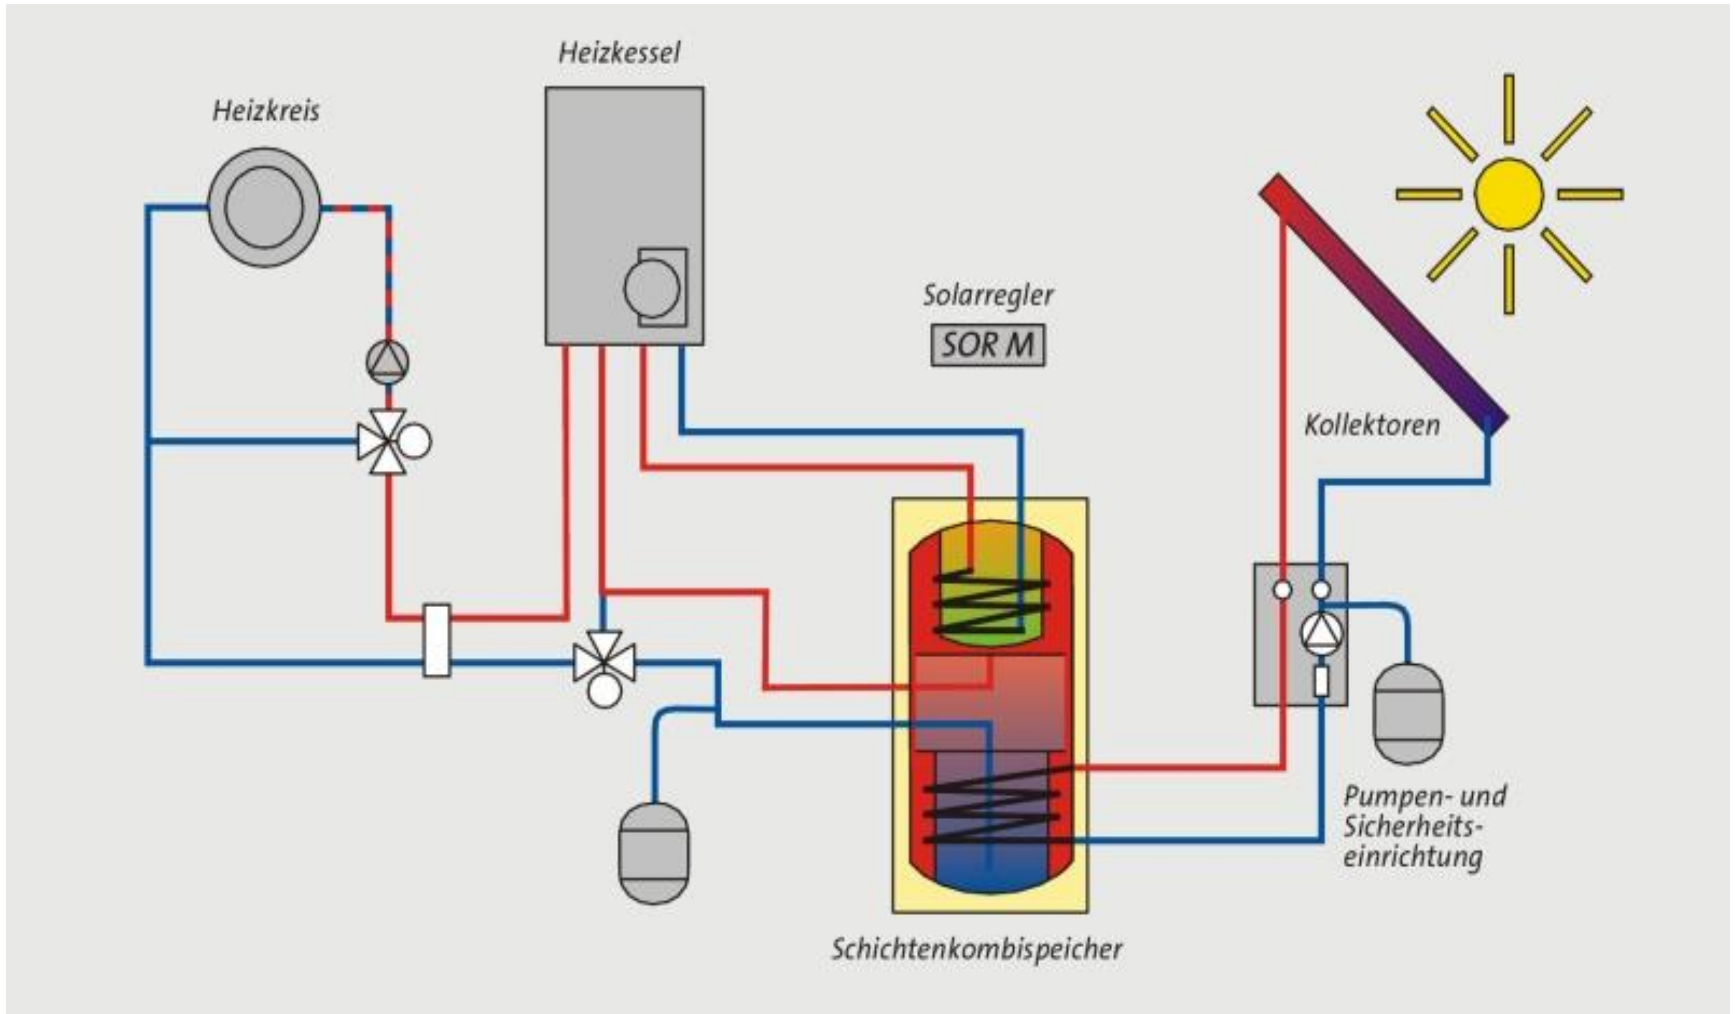 Heizkessel
Heizkreis
Solarregler
SOR M
Kollektoren
Pumpen- und
Sicherheits-
einrichtung
Schichtenkombispeicher